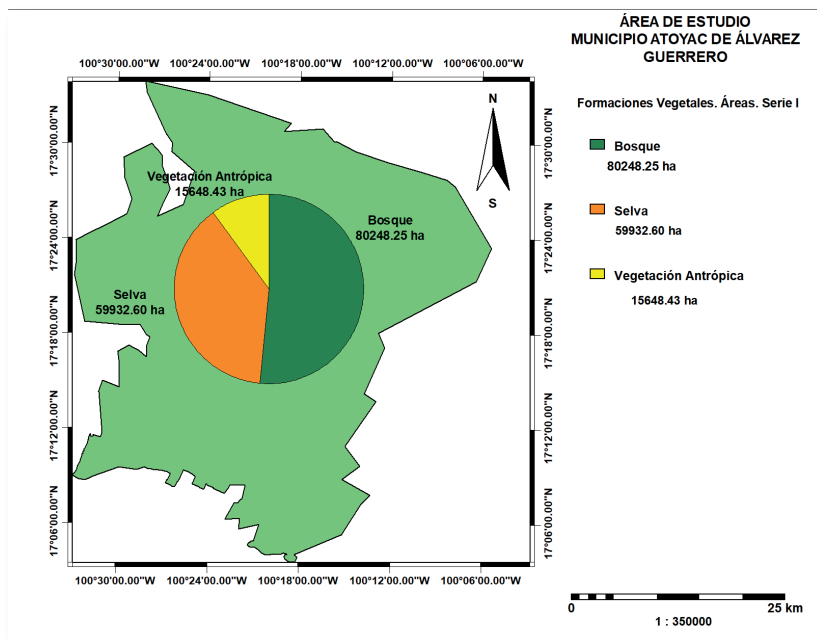 ÁREA DE ESTUDIO
MUNICIPIO ATOYAC DE ÁLVAREZ
GUERRERO
Formaciones Vegetales. Áreas. Serie I
Bosque
80248.25 ha
Selva
59932.60 ha
Vegetación Antrópica
15648.43 ha
100°30'00.00"W 100°24'00.00"W 100°18'00.00"W 100°12'00.00"W 100°06'00.00"W
17°30'00.00"N
17°24'00.00"N
17°18'00.00"N
17°12'00.00"N
17°06'00.00"N
N
S
Vegetación Antrópica
15648.43 ha
Bosque
80248.25 ha
Selva
59932.60 ha
17°30'00.00"N
17°24'00.00"N
17°18'00.00"N
17°12'00.00"N
17°06'00.00"N
100°30'00.00"W 100°24'00.00"W 100°18'00.00"W 100°12'00.00"W 100°06'00.00"W
0 25 km
1 : 350000